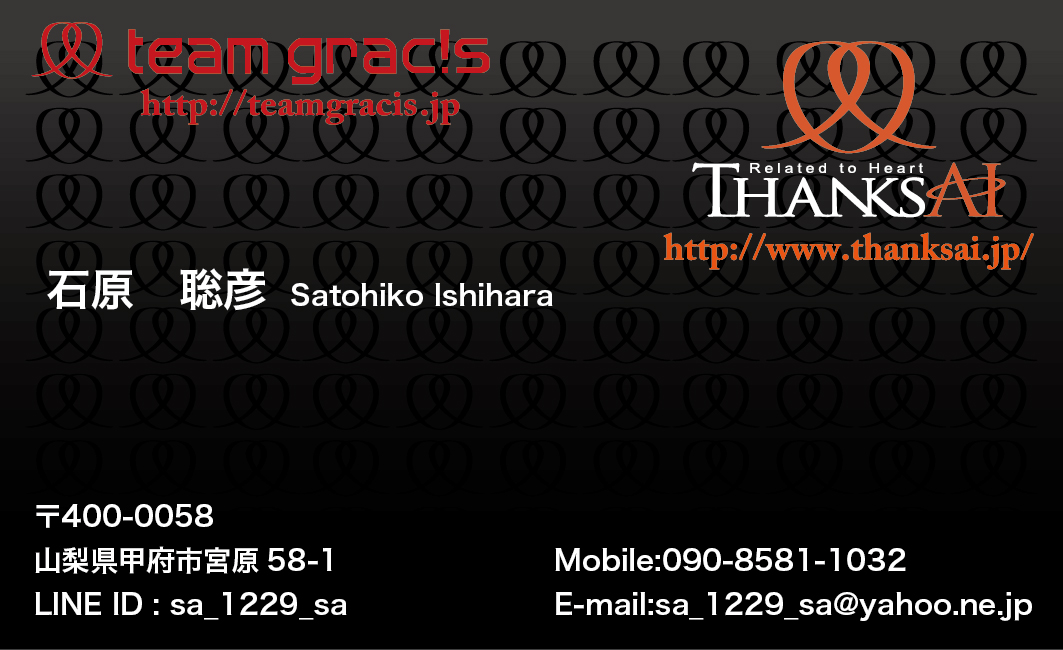 team grac!s
http://teamgracis.jp
Related to Heart
THANKSAI
http://www.thanksai.jp/
石原　聡彦 Satohiko Ishihara
〒400-0058
山梨県甲府市宮原 58-1
LINE ID : sa_1229_sa
Mobile:090-8581-1032
E-mail:sa_1229_sa@yahoo.ne.jp